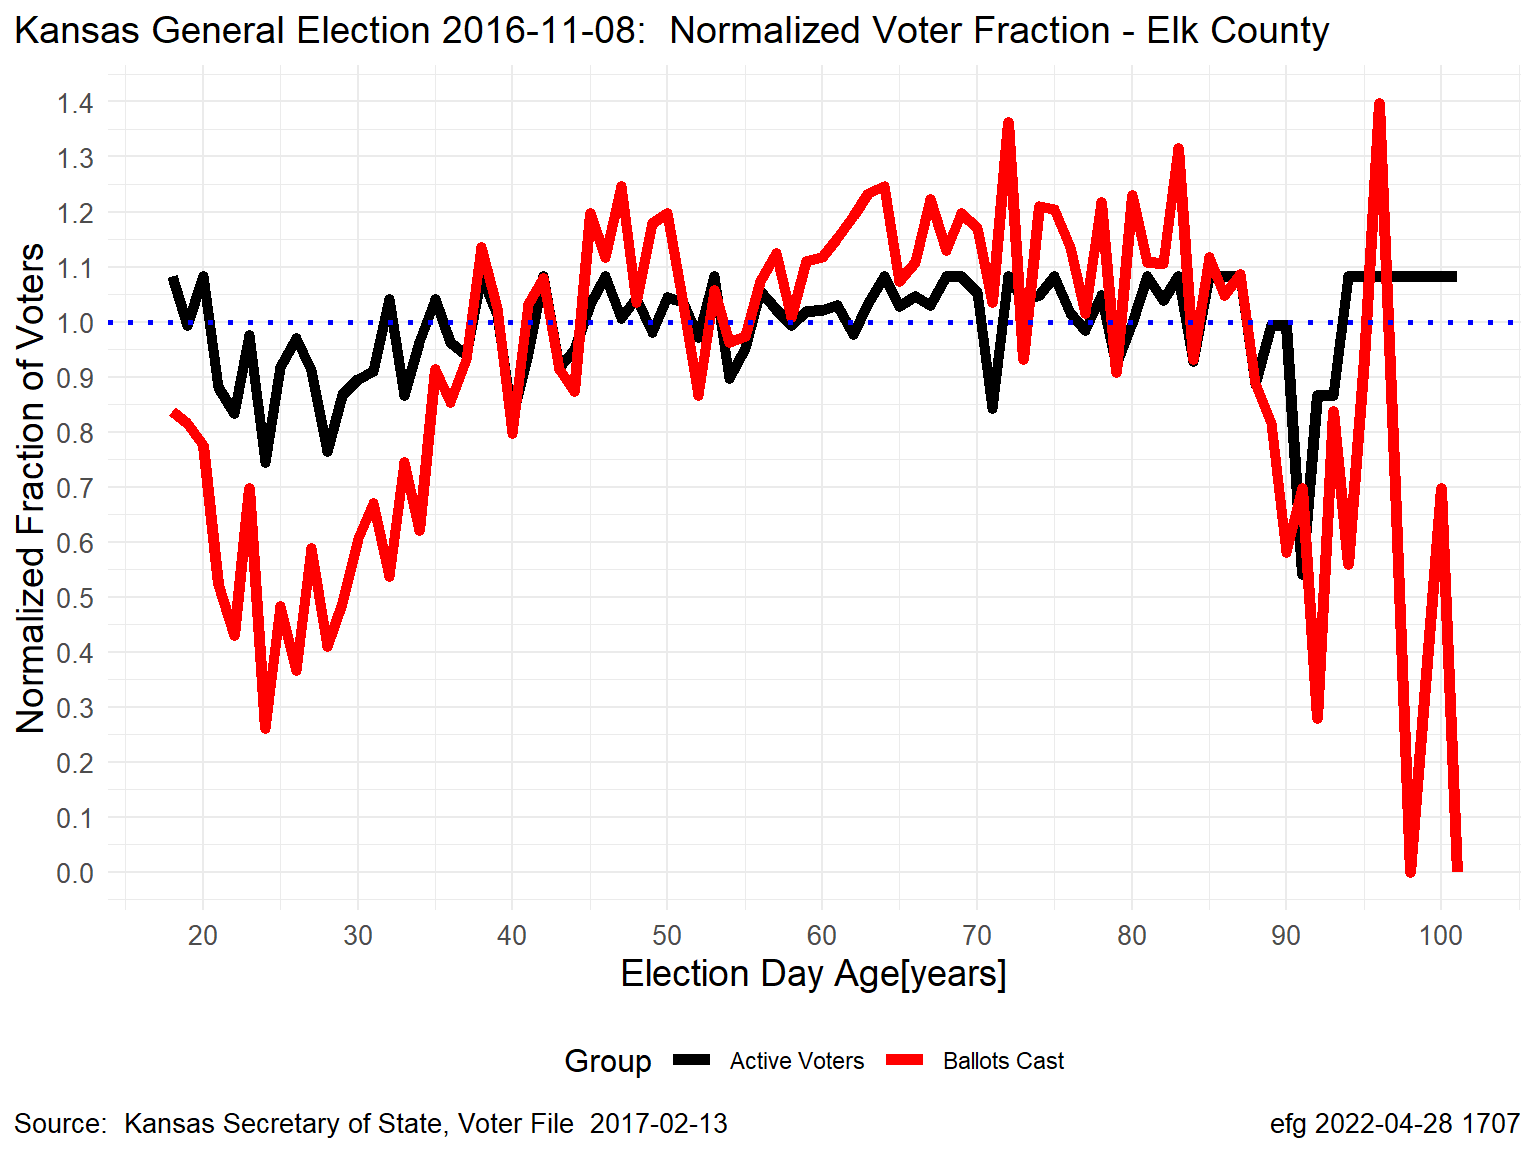 Kansas General Election 2016-11-08:  Normalized Voter Fraction - Elk County
Normalized Fraction of Voters
1.4
1.3
1.2
1.1
1.0
0.9
0.8
0.7
0.6
0.5
0.4
0.3
0.2
0.1
0.0
20 30 40 50 60 70 80 90 100
Election Day Age[years]
Group Active Voters Ballots Cast
Source:  Kansas Secretary of State, Voter File  2017-02-13 efg 2022-04-28 1707